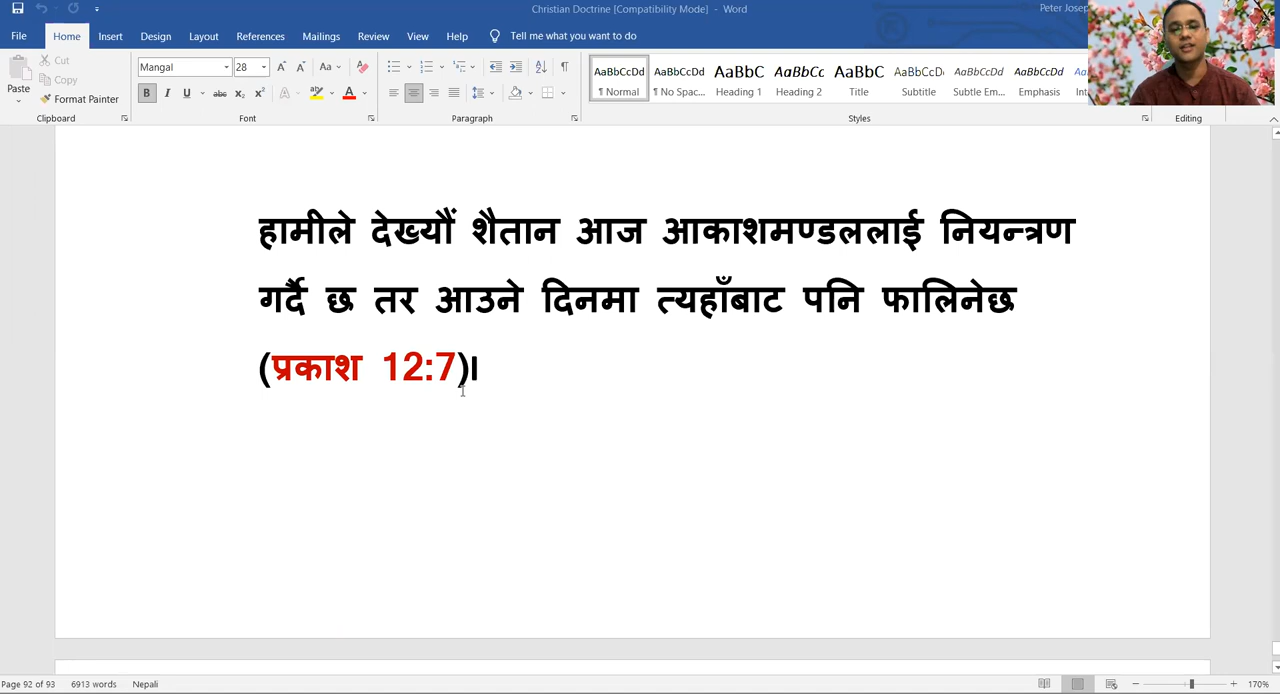 Christian Doctrine [Compatibility Mode] - Word
File Home Insert Design Layout References Mailings Review View Help Tell me what you want to do
Cut
Copy
Paste
Format Painter
Mangal 28
Aa
AaBbCcDd AaBbCcDd AaBbC AaBbCc AaBbC AaBbCcD AaBbCcDd AaBbCcDd
¶ Normal ¶ No Spac... Heading 1 Heading 2 Title Subtitle Subtle Em... Emphasis
Clipboard Font Paragraph Styles Editing
हामीले देख्यौं शैतान आज आकाशमण्डललाई नियन्त्रण
गर्दै छ तर आउने दिनमा त्यहाँबाट पनि फालिनेछ
(प्रकाश 12:7)।
Page 92 of 93 6913 words Nepali 170%